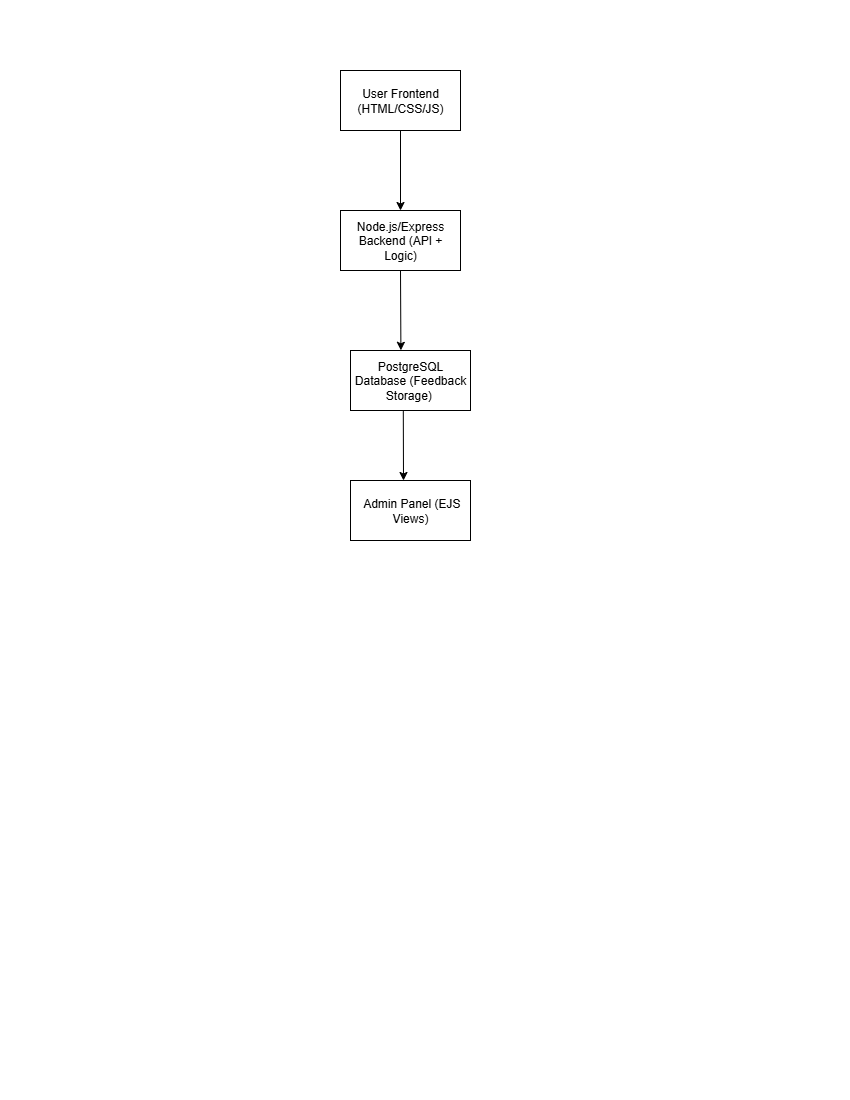 User Frontend
(HTML/CSS/JS)
Node.js/Express
Backend (API +
Logic)
PostgreSQL
Database (Feedback
Storage)
Admin Panel (EJS
Views)